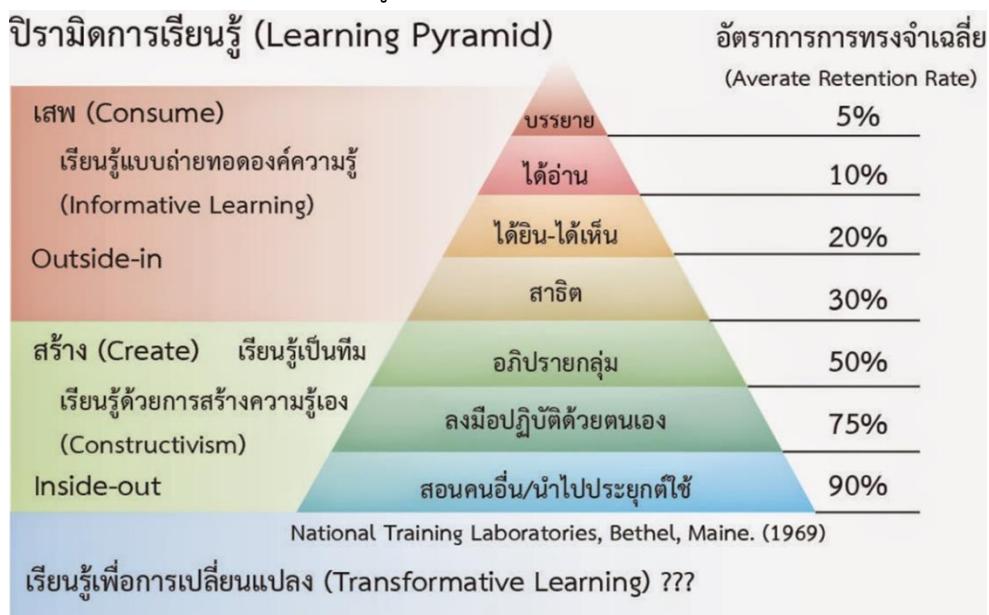 ปิรามิดการเรียนรู้ (Learning Pyramid)
อัตราการการทรงจำเฉลี่ย
(Averate Retention Rate)
เสพ (Consume)
เรียนรู้แบบถ่ายทอดองค์ความรู้
(Informative Learning)
Outside-in
บรรยาย 5%
ได้อ่าน 10%
ได้ยิน-ได้เห็น 20%
สาธิต 30%
สร้าง (Create) เรียนรู้เป็นทีม
เรียนรู้ด้วยการสร้างความรู้เอง
(Constructivism)
Inside-out
อภิปรายกลุ่ม 50%
ลงมือปฏิบัติด้วยตนเอง 75%
สอนคนอื่น/นำไปประยุกต์ใช้ 90%
National Training Laboratories, Bethel, Maine. (1969)
เรียนรู้เพื่อการเปลี่ยนแปลง (Transformative Learning) ???